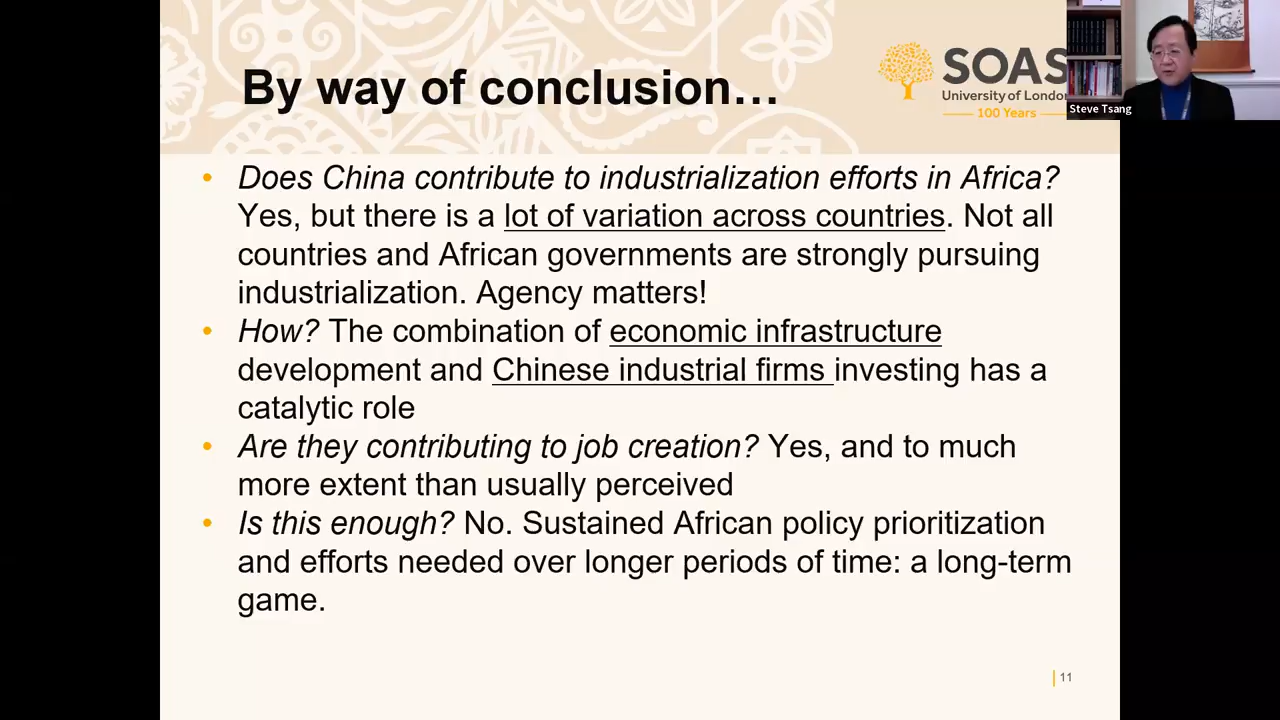 By way of conclusion…
SOAS
University of London
100 Years
Steve Tsang
• Does China contribute to industrialization efforts in Africa?
Yes, but there is a lot of variation across countries. Not all
countries and African governments are strongly pursuing
industrialization. Agency matters!
• How? The combination of economic infrastructure
development and Chinese industrial firms investing has a
catalytic role
• Are they contributing to job creation? Yes, and to much
more extent than usually perceived
• Is this enough? No. Sustained African policy prioritization
and efforts needed over longer periods of time: a long-term
game.
11